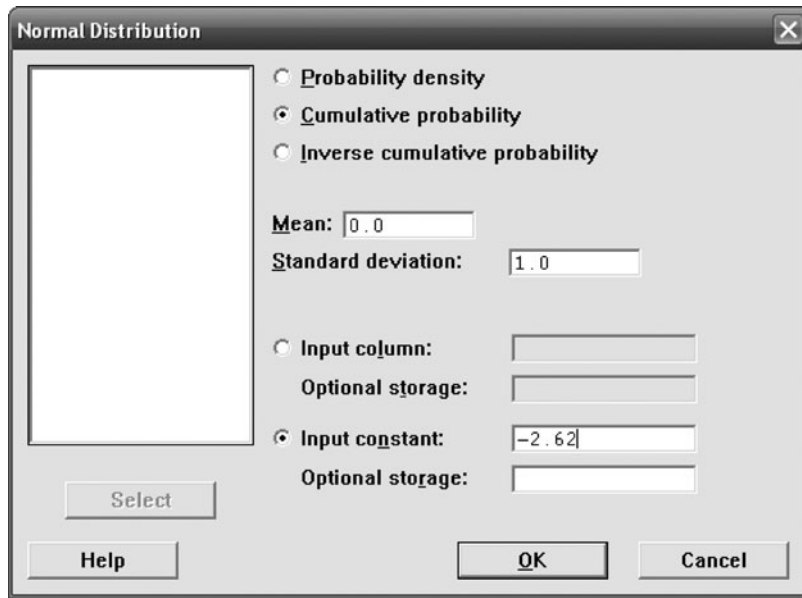 Normal Distribution
Probability density
Cumulative probability
Inverse cumulative probability
Mean: 0.0
Standard deviation: 1.0
Input column:
Optional storage:
Input constant: -2.62
Optional storage:
Select
Help OK Cancel